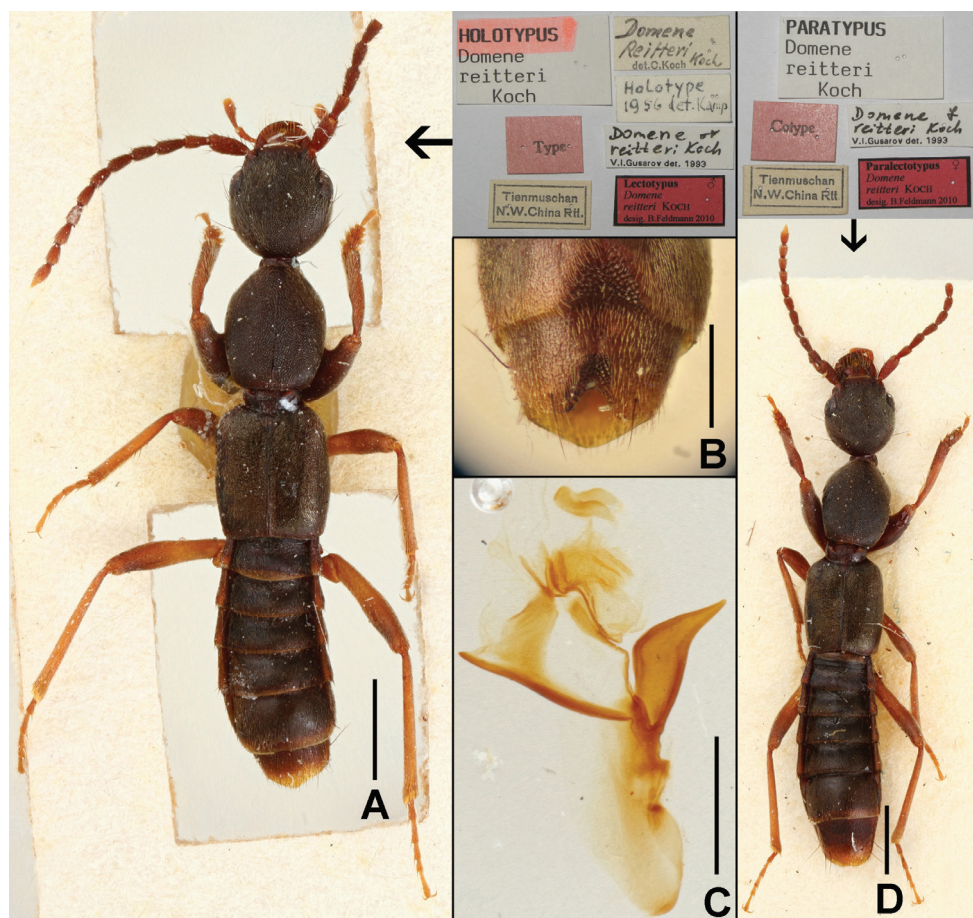 HOLOTYPUS
Domene
reitteri
Koch
Domene
Reitteri
Koch
det.C.Koch
Holotype
1956 det. Korup
Type
Domene ♂
reitteri Koch
V.I.Gusarov det. 1993
Tienmuschan
N.W.China Rtt.
Lectotypus ♂
Domene
reitteri KOCH
desig. B.Feldmann 2010
PARATYPUS
Domene
reitteri
Koch
Cotype
Domene ♀
reitteri Koch
V.I.Gusarov det. 1993
Tienmuschan
N.W.China Rtt.
Paralectotypus ♀
Domene
reitteri KOCH
desig. B.Feldmann 2010
A
B
C
D